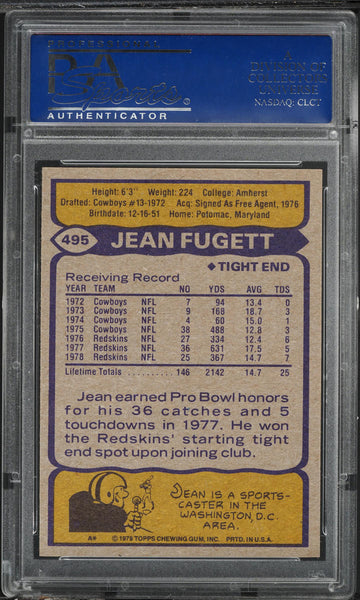 PROFESSIONAL
PSA
Sports
AUTHENTICATOR
A
DIVISION OF
COLLECTORS
UNIVERSE
NASDAQ: CLCT
Height: 6'3" Weight: 224 College: Amherst
Drafted: Cowboys #13-1972 Acq: Signed As Free Agent, 1976
Birthdate: 12-16-51 Home: Potomac, Maryland
495 JEAN FUGETT
◆ TIGHT END
Receiving Record
YEAR TEAM NO YDS AVG TDS
1972 Cowboys NFL 7 94 13.4 0
1973 Cowboys NFL 9 168 18.7 3
1974 Cowboys NFL 4 60 15.0 1
1975 Cowboys NFL 38 488 12.8 3
1976 Redskins NFL 27 334 12.4 6
1977 Redskins NFL 36 631 17.5 5
1978 Redskins NFL 25 367 14.7 7
Lifetime Totals 146 2142 14.7 25
Jean earned Pro Bowl honors
for his 36 catches and 5
touchdowns in 1977. He won
the Redskins' starting tight
end spot upon joining club.
JEAN IS A SPORTS-
CASTER IN THE
WASHINGTON, D.C.
AREA.
A* © 1979 TOPPS CHEWING GUM, INC. PRTD. IN U.S.A.